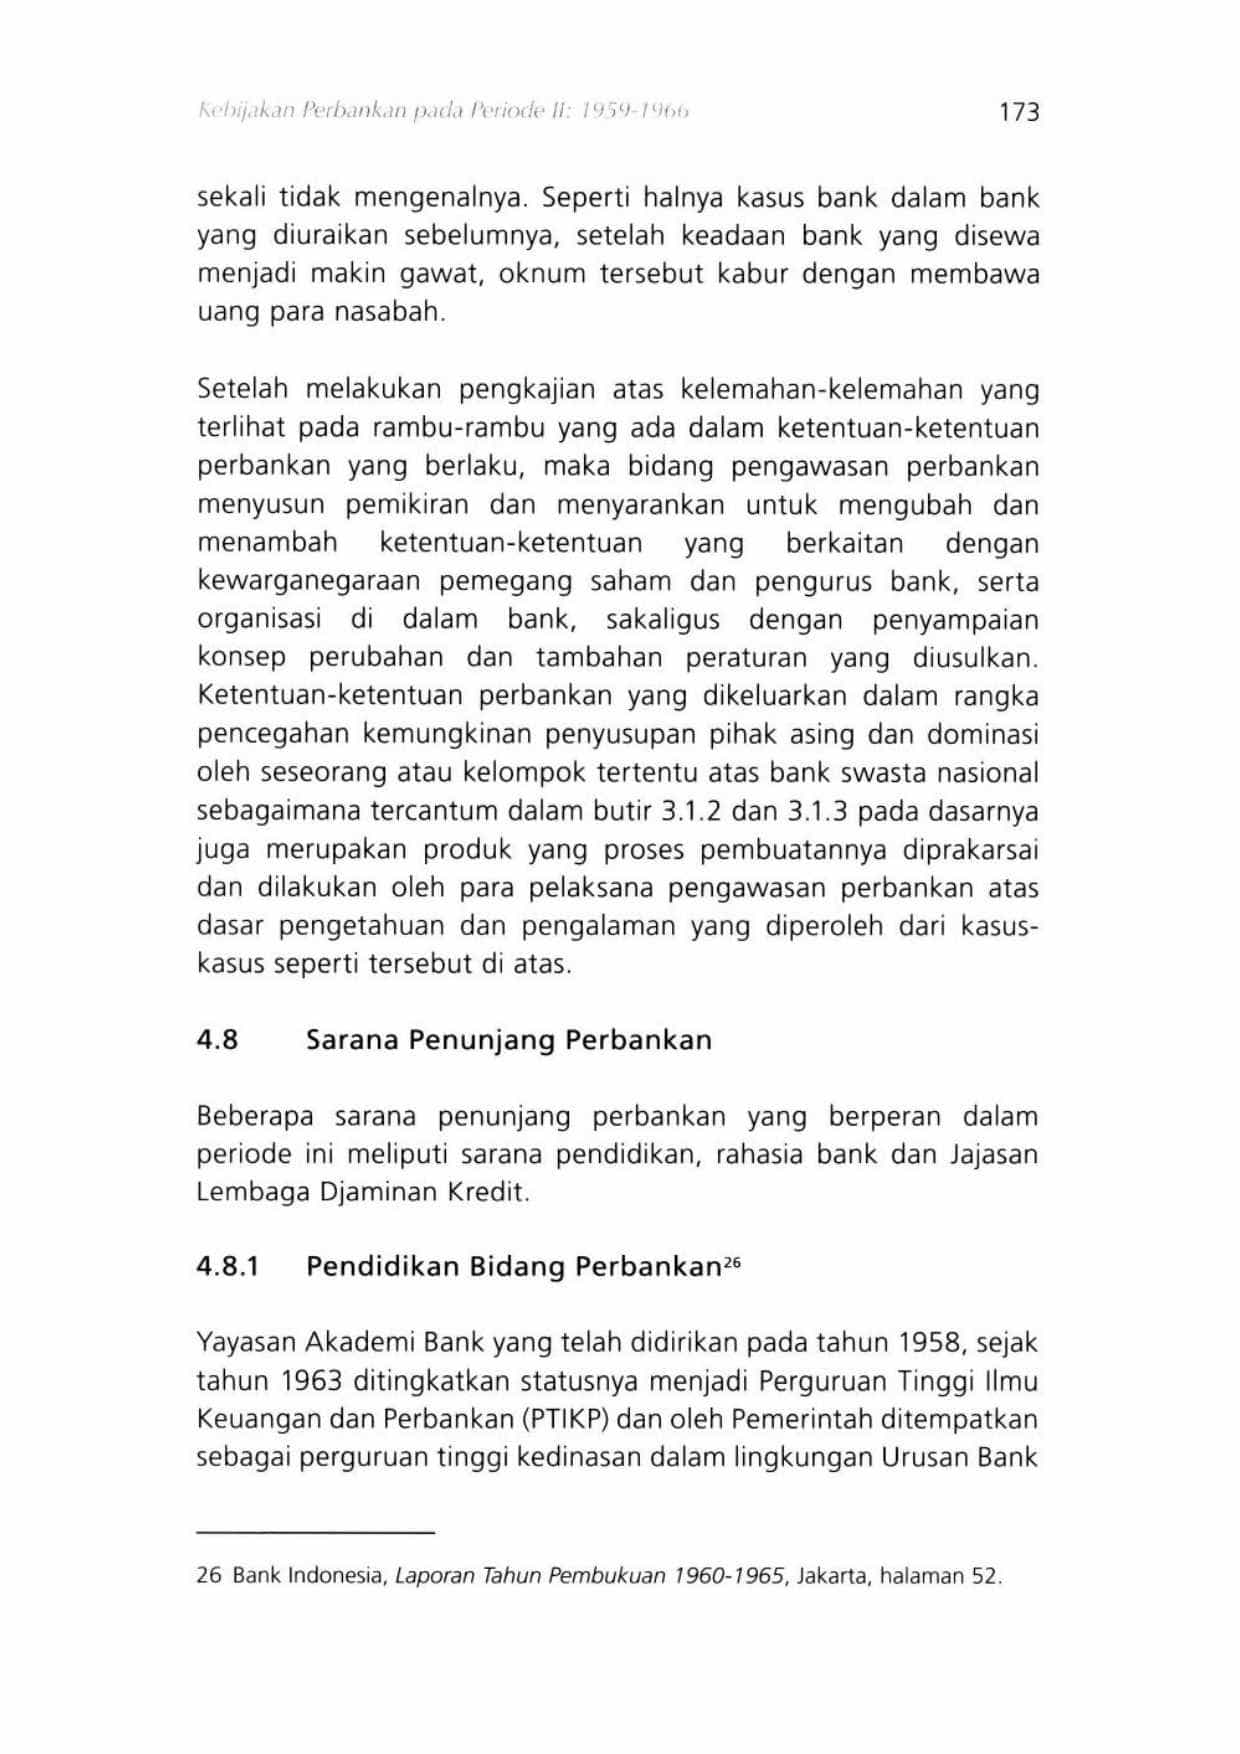 Kebijakan Perbankan pada Periode II: 1959-1966 173
sekali tidak mengenalnya. Seperti halnya kasus bank dalam bank
yang diuraikan sebelumnya, setelah keadaan bank yang disewa
menjadi makin gawat, oknum tersebut kabur dengan membawa
uang para nasabah.
Setelah melakukan pengkajian atas kelemahan-kelemahan yang
terlihat pada rambu-rambu yang ada dalam ketentuan-ketentuan
perbankan yang berlaku, maka bidang pengawasan perbankan
menyusun pemikiran dan menyarankan untuk mengubah dan
menambah ketentuan-ketentuan yang berkaitan dengan
kewarganegaraan pemegang saham dan pengurus bank, serta
organisasi di dalam bank, sakaligus dengan penyampaian
konsep perubahan dan tambahan peraturan yang diusulkan.
Ketentuan-ketentuan perbankan yang dikeluarkan dalam rangka
pencegahan kemungkinan penyusupan pihak asing dan dominasi
oleh seseorang atau kelompok tertentu atas bank swasta nasional
sebagaimana tercantum dalam butir 3.1.2 dan 3.1.3 pada dasarnya
juga merupakan produk yang proses pembuatannya diprakarsai
dan dilakukan oleh para pelaksana pengawasan perbankan atas
dasar pengetahuan dan pengalaman yang diperoleh dari kasus-
kasus seperti tersebut di atas.
4.8 Sarana Penunjang Perbankan
Beberapa sarana penunjang perbankan yang berperan dalam
periode ini meliputi sarana pendidikan, rahasia bank dan Jajasan
Lembaga Djaminan Kredit.
4.8.1 Pendidikan Bidang Perbankan²⁶
Yayasan Akademi Bank yang telah didirikan pada tahun 1958, sejak
tahun 1963 ditingkatkan statusnya menjadi Perguruan Tinggi Ilmu
Keuangan dan Perbankan (PTIKP) dan oleh Pemerintah ditempatkan
sebagai perguruan tinggi kedinasan dalam lingkungan Urusan Bank
26 Bank Indonesia, Laporan Tahun Pembukuan 1960-1965, Jakarta, halaman 52.